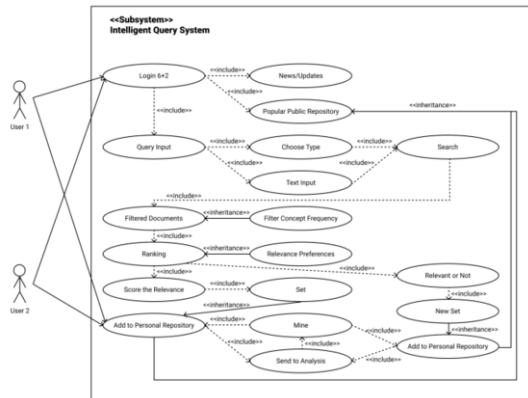 <<Subsystem>>
Intelligent Query System
Login 6+2
<<include>>
News/Updates
<<include>>
<<include>>
Popular Public Repository
<<inheritance>>
User 1
Query Input
<<include>>
Choose Type
<<include>>
Search
<<include>>
Text Input
<<include>>
<<include>>
Filtered Documents
<<inheritance>>
Filter Concept Frequency
<<include>>
Ranking
<<inheritance>>
Relevance Preferences
<<include>>
<<include>>
Relevant or Not
Score the Relevance
<<include>>
Set
<<include>>
User 2
<<inheritance>>
New Set
Add to Personal Repository
<<include>>
Mine
<<include>>
<<inheritance>>
Add to Personal Repository
<<include>>
<<include>>
Send to Analysis
<<include>>